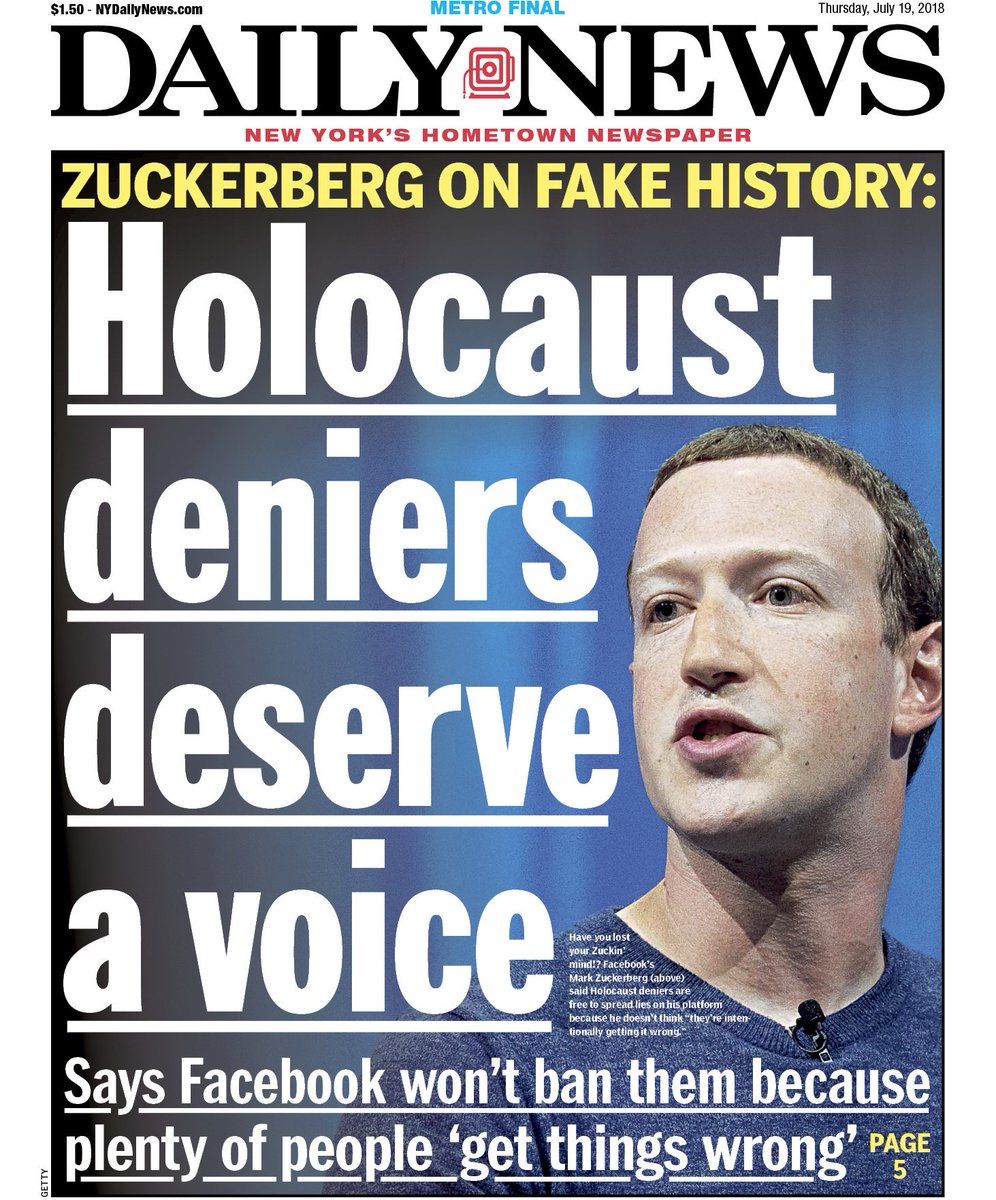 $1.50 - NYDailyNews.com
METRO FINAL
Thursday, July 19, 2018
DAILY NEWS
NEW YORK'S HOMETOWN NEWSPAPER
ZUCKERBERG ON FAKE HISTORY:
Holocaust
deniers
deserve
a voice
Have you lost
your Zuckin'
mind!? Facebook's
Mark Zuckerberg (above)
said Holocaust deniers are
free to spread lies on his platform
because he doesn't think "they're inten-
tionally getting it wrong."
Says Facebook won't ban them because
plenty of people 'get things wrong'
PAGE
5
GETTY